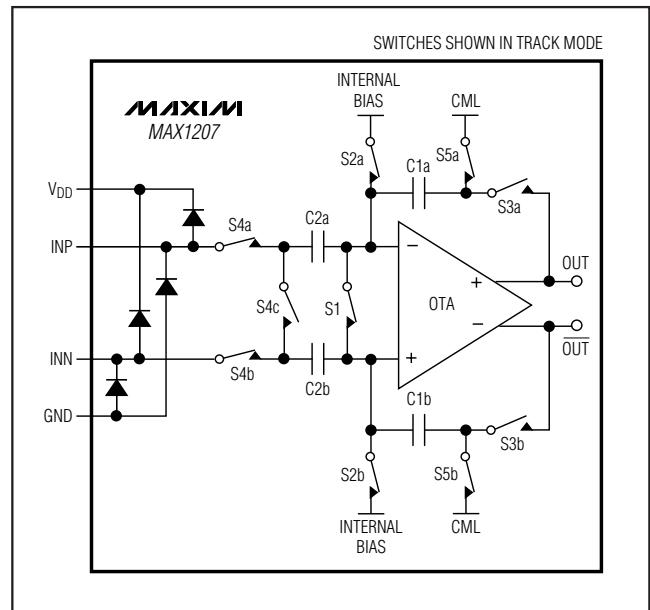 SWITCHES SHOWN IN TRACK MODE
INTERNAL
BIAS
CML
MAXIM
MAX1207
S2a
C1a
S5a
S3a
VDD
S4a
C2a
INP
OUT
S4c
S1
OTA
OUT
INN
S4b
C2b
C1b
GND
S3b
S2b
S5b
INTERNAL
BIAS
CML